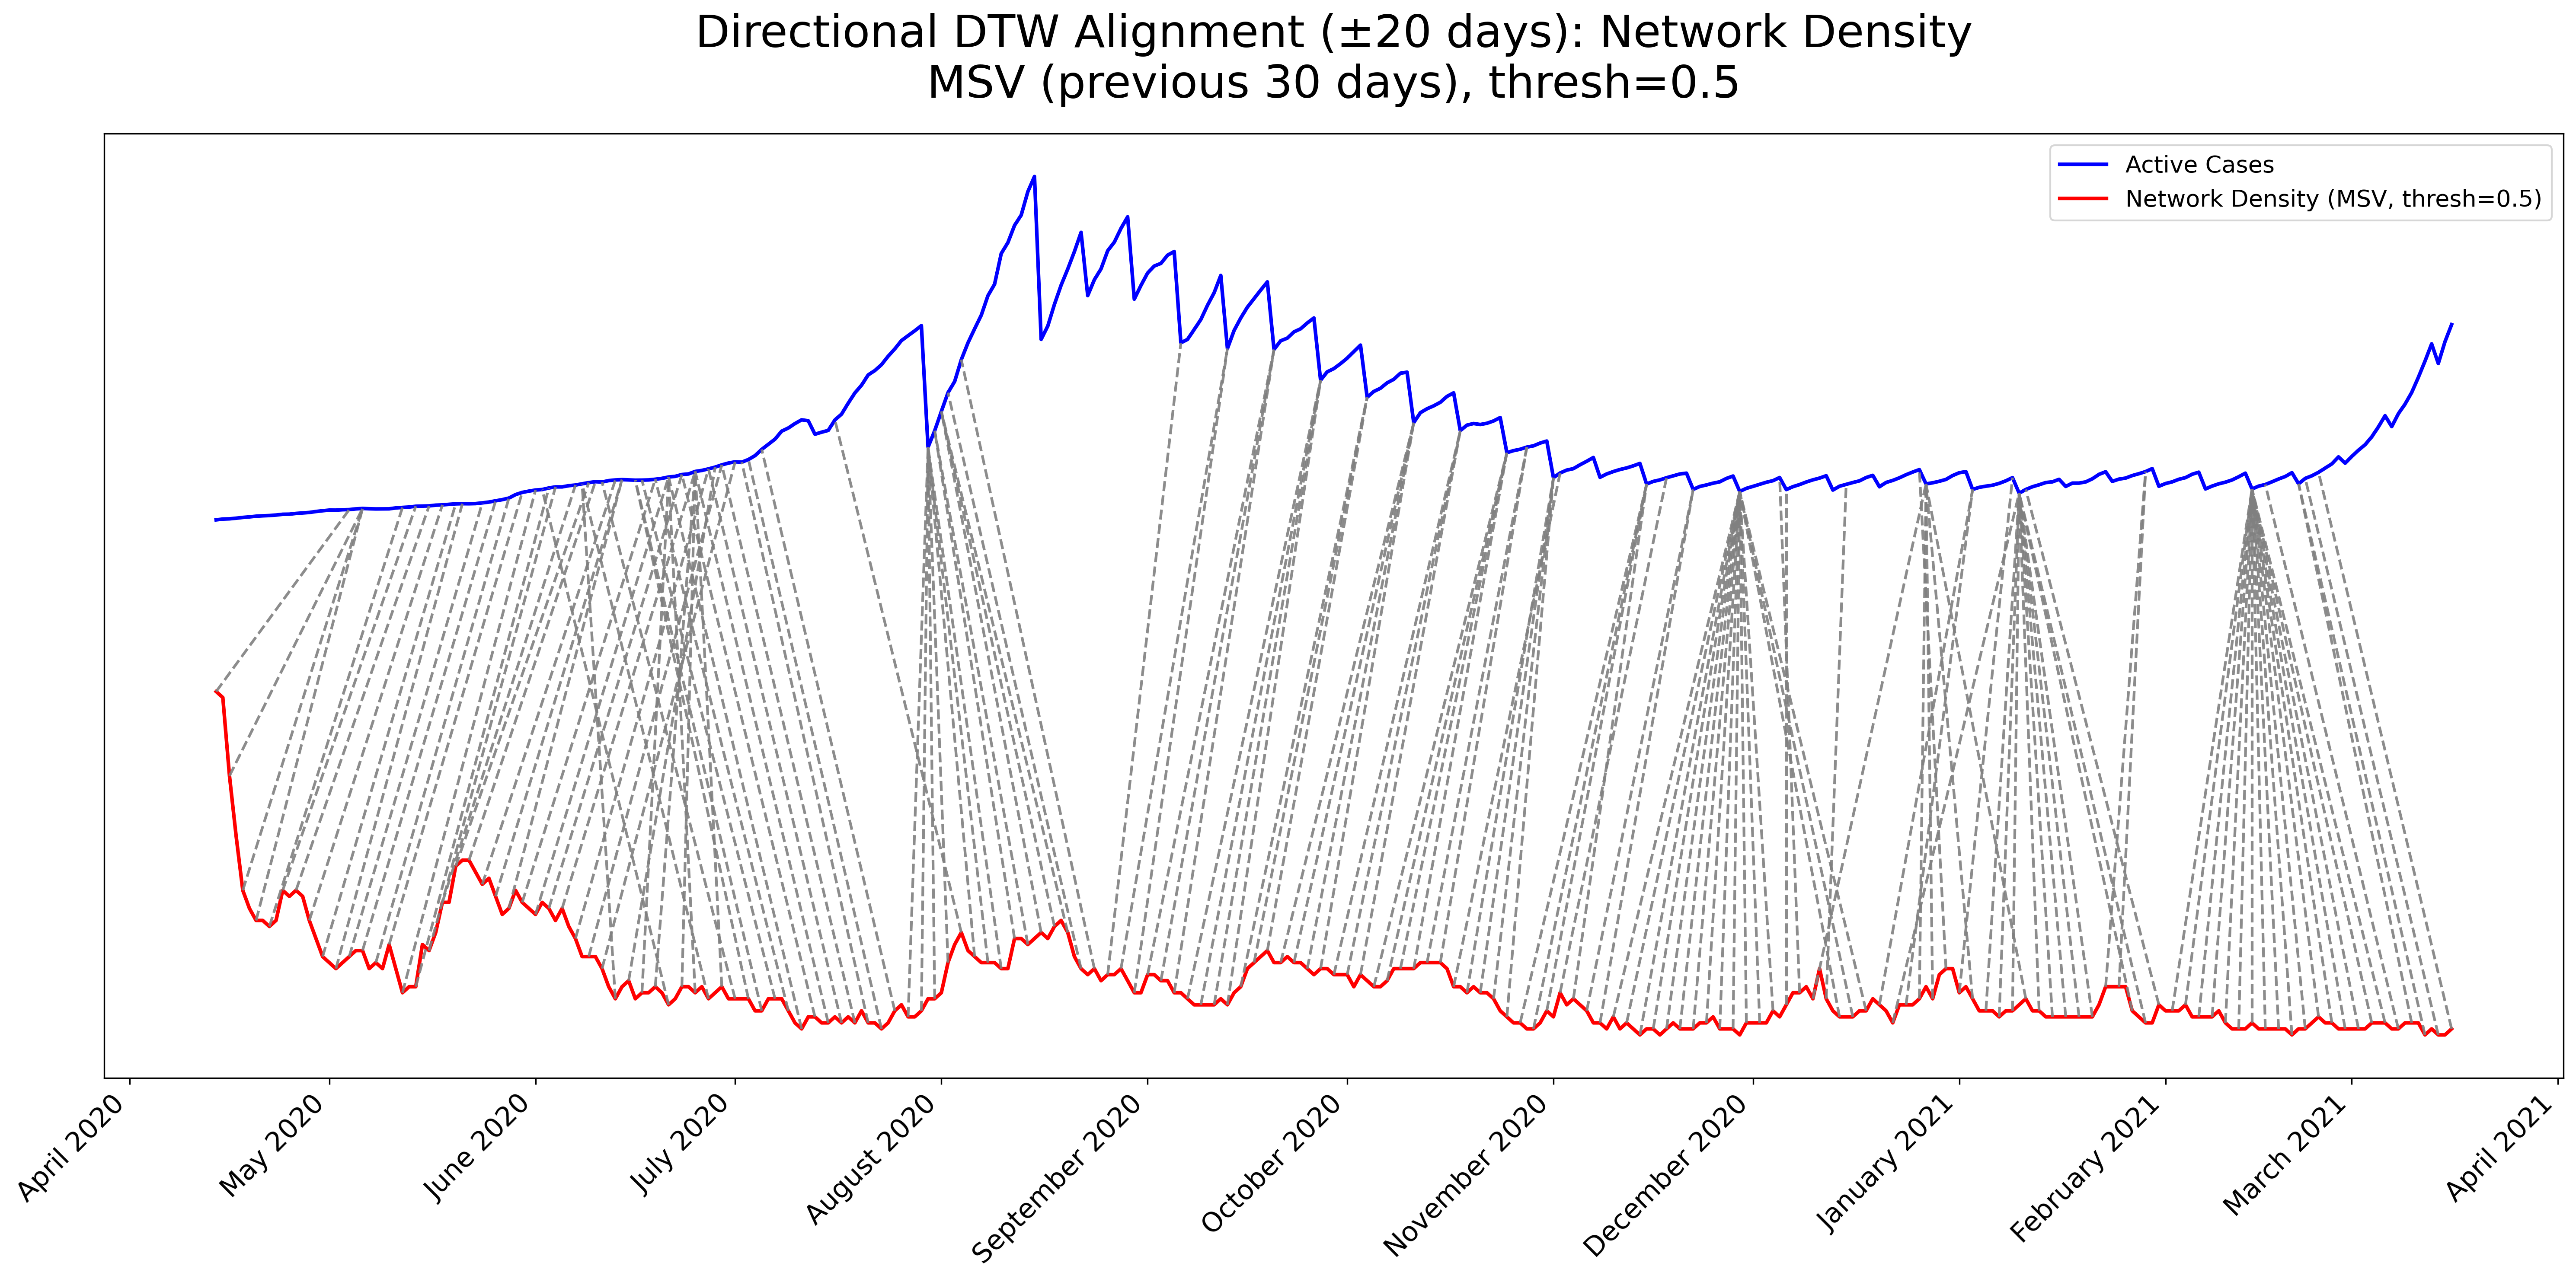 Directional DTW Alignment (±20 days): Network Density
MSV (previous 30 days), thresh=0.5
Active Cases
Network Density (MSV, thresh=0.5)
April 2020
May 2020
June 2020
July 2020
August 2020
September 2020
October 2020
November 2020
December 2020
January 2021
February 2021
March 2021
April 2021